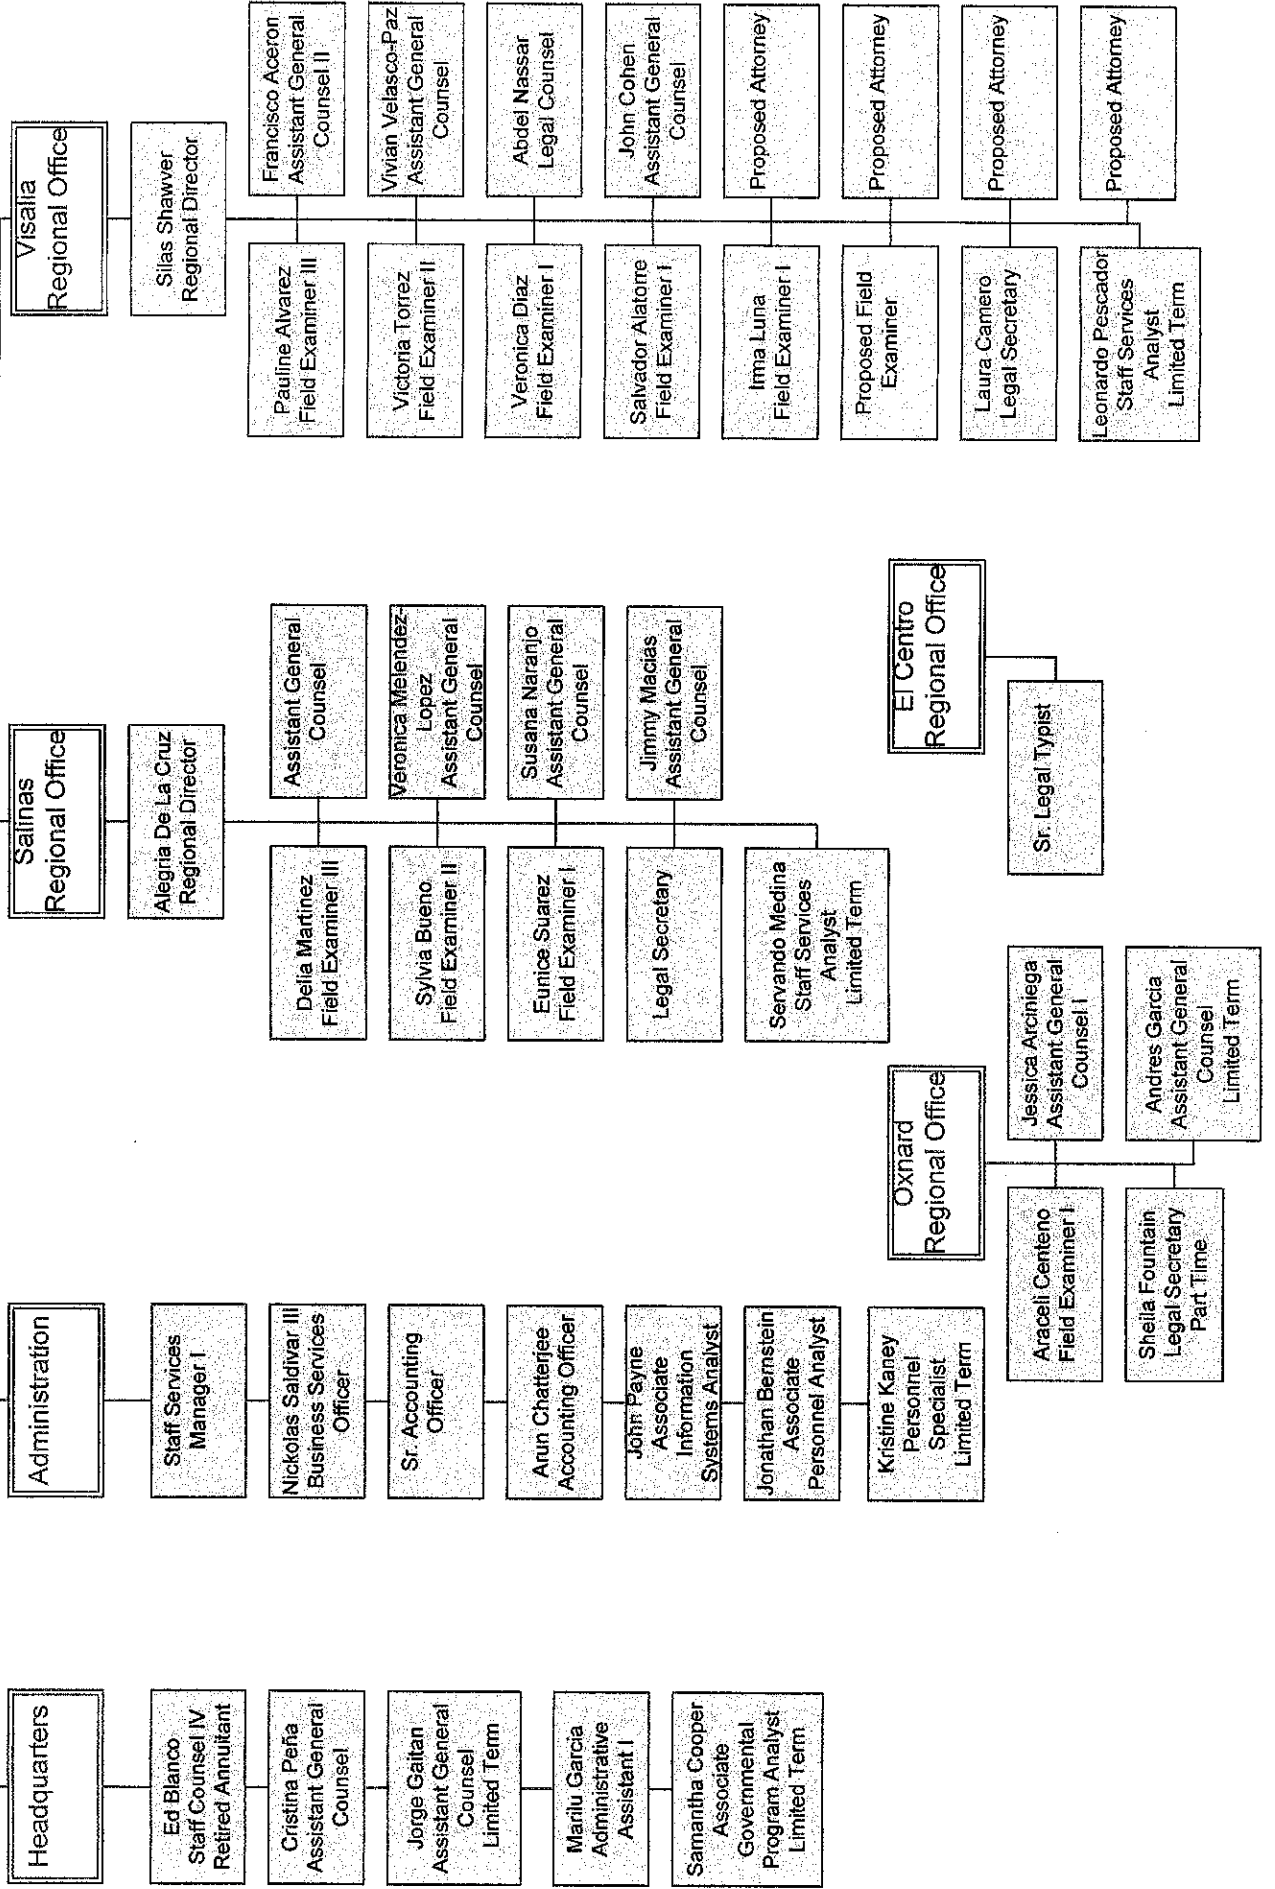 Headquarters
Ed Blanco
Staff Counsel IV
Retired Annuitant
Cristina Peña
Assistant General
Counsel
Jorge Gaitan
Assistant General
Counsel
Limited Term
Marilu Garcia
Administrative
Assistant I
Samantha Cooper
Associate
Governmental
Program Analyst
Limited Term
Administration
Staff Services
Manager I
Nickolas Saldivar III
Business Services
Officer
Sr. Accounting
Officer
Arun Chatterjee
Accounting Officer
John Payne
Associate
Information
Systems Analyst
Jonathan Bernstein
Associate
Personnel Analyst
Kristine Kaney
Personnel
Specialist
Limited Term
Salinas
Regional Office
Alegria De La Cruz
Regional Director
Delia Martinez
Field Examiner III
Assistant General
Counsel
Sylvia Bueno
Field Examiner II
Veronica Melendez-
Lopez
Assistant General
Counsel
Eunice Suarez
Field Examiner I
Susana Naranjo
Assistant General
Counsel
Legal Secretary
Jimmy Macias
Assistant General
Counsel
Servando Medina
Staff Services
Analyst
Limited Term
Oxnard
Regional Office
Araceli Centeno
Field Examiner I
Jessica Arciniega
Assistant General
Counsel I
Sheila Fountain
Legal Secretary
Part Time
Andres Garcia
Assistant General
Counsel
Limited Term
El Centro
Regional Office
Sr. Legal Typist
Visalia
Regional Office
Silas Shawver
Regional Director
Pauline Alvarez
Field Examiner III
Francisco Aceron
Assistant General
Counsel II
Victoria Torrez
Field Examiner II
Vivian Velasco-Paz
Assistant General
Counsel
Veronica Diaz
Field Examiner I
Abdel Nassar
Legal Counsel
Salvador Alatorre
Field Examiner I
John Cohen
Assistant General
Counsel
Irma Luna
Field Examiner I
Proposed Attorney
Proposed Field
Examiner
Proposed Attorney
Laura Camero
Legal Secretary
Proposed Attorney
Leonardo Pescador
Staff Services
Analyst
Limited Term
Proposed Attorney